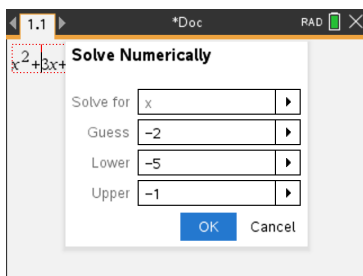 1.1 *Doc RAD
x²+3x+
Solve Numerically
Solve for x
Guess -2
Lower -5
Upper -1
OK Cancel